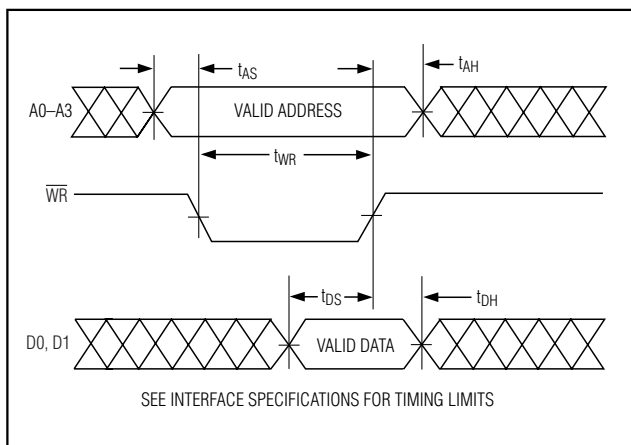 tAS
tAH
A0–A3
VALID ADDRESS
tWR
WR
tDS
tDH
D0, D1
VALID DATA
SEE INTERFACE SPECIFICATIONS FOR TIMING LIMITS